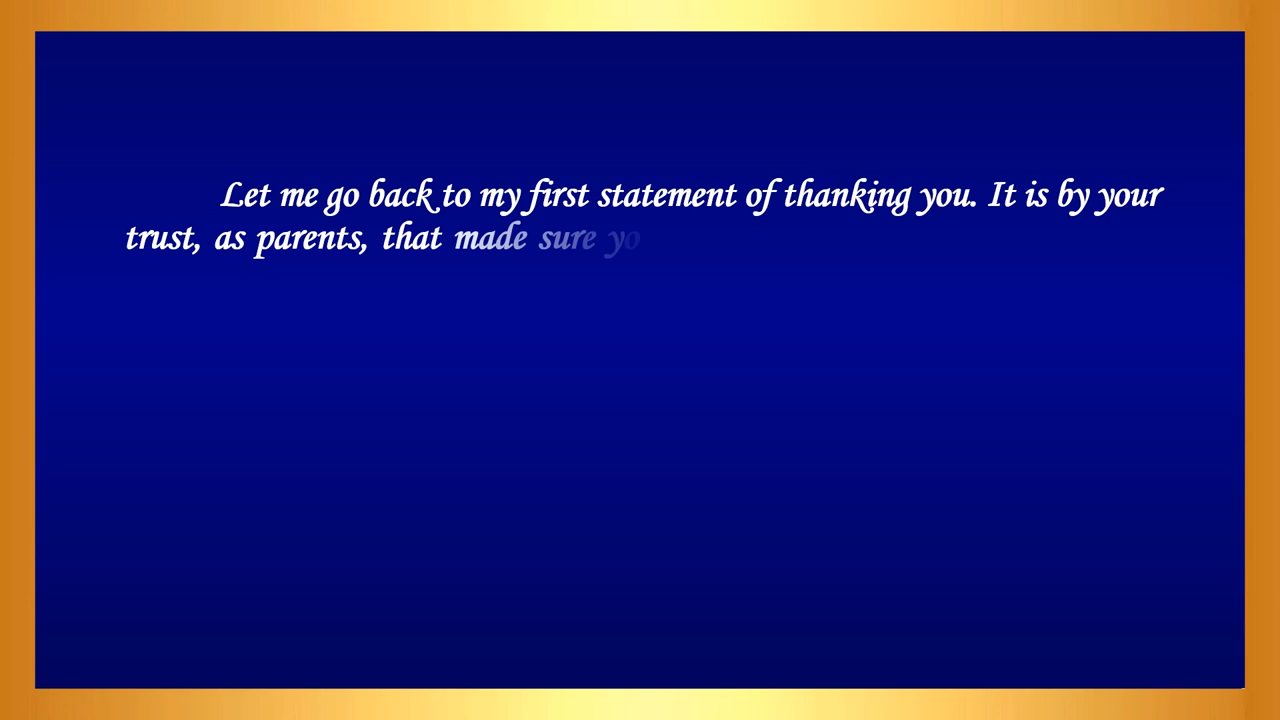 Let me go back to my first statement of thanking you. It is by your
trust, as parents, that made sure yo